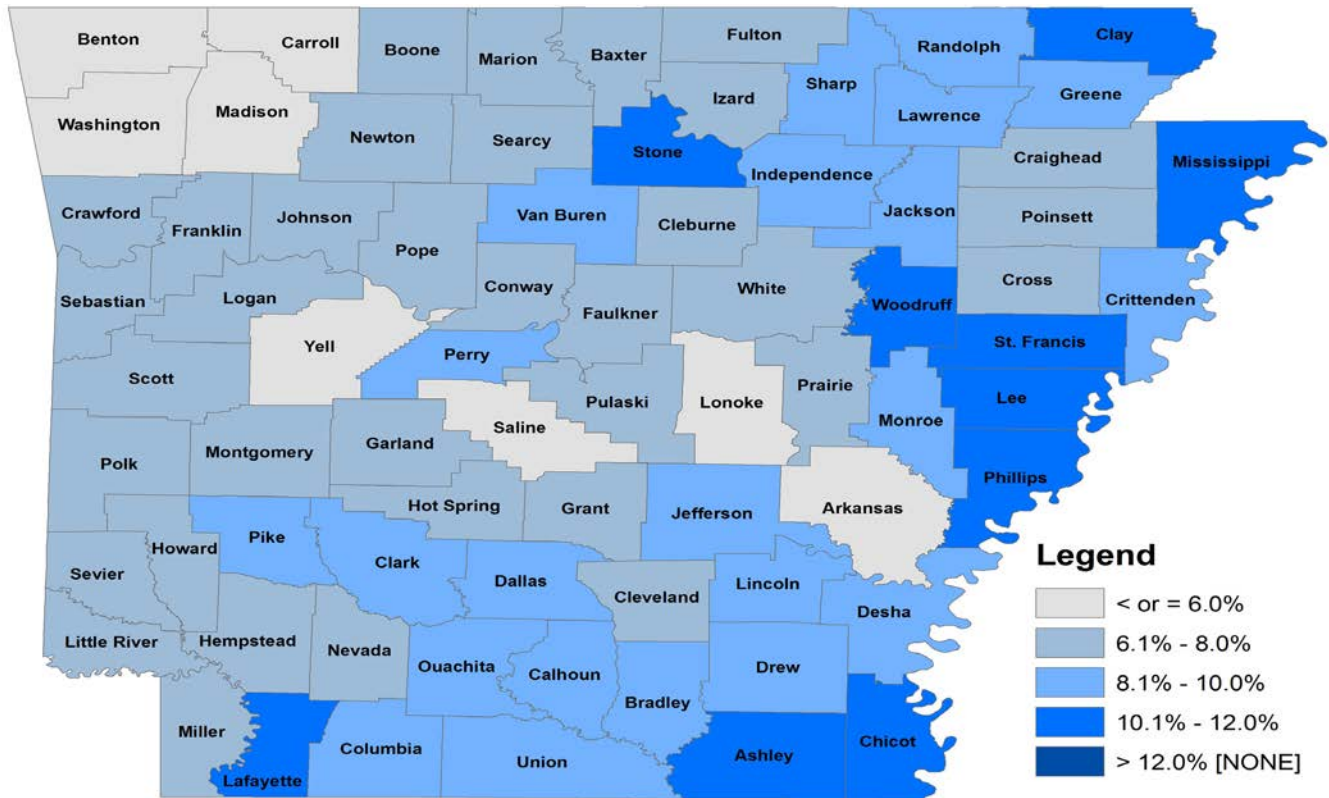 Benton
Carroll
Boone
Marion
Baxter
Fulton
Randolph
Clay
Sharp
Izard
Greene
Washington
Madison
Newton
Searcy
Stone
Lawrence
Independence
Craighead
Mississippi
Crawford
Franklin
Johnson
Pope
Van Buren
Cleburne
Jackson
Poinsett
Sebastian
Logan
Conway
Faulkner
White
Woodruff
Cross
Crittenden
Yell
Perry
St. Francis
Scott
Pulaski
Lonoke
Prairie
Lee
Saline
Monroe
Polk
Montgomery
Garland
Phillips
Hot Spring
Grant
Jefferson
Arkansas
Howard
Pike
Clark
Dallas
Cleveland
Lincoln
Desha
Sevier
Little River
Hempstead
Nevada
Ouachita
Calhoun
Bradley
Drew
Miller
Lafayette
Columbia
Union
Ashley
Chicot
Legend
< or = 6.0%
6.1% - 8.0%
8.1% - 10.0%
10.1% - 12.0%
> 12.0% [NONE]